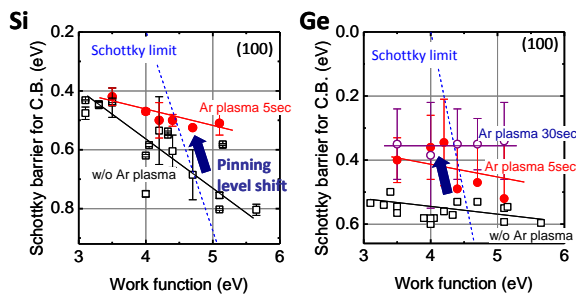 Si
Schottky limit
(100)
Schottky barrier for C.B. (eV)
0.2
0.4
0.6
0.8
Ar plasma 5sec
w/o Ar plasma
Pinning
level shift
3
4
5
6
Work function (eV)
Ge
Schottky limit
(100)
Schottky barrier for C.B. (eV)
0.0
0.2
0.4
0.6
Ar plasma 30sec
Ar plasma 5sec
w/o Ar plasma
3
4
5
6
Work function (eV)